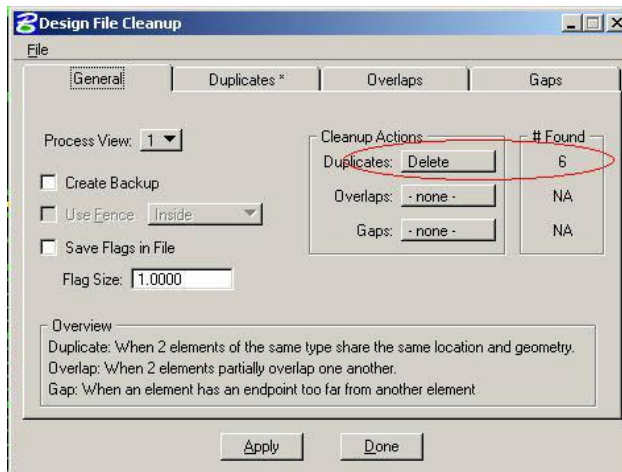 Design File Cleanup
File
General
Duplicates *
Overlaps
Gaps
Process View: 1
Create Backup
Use Fence Inside
Save Flags in File
Flag Size: 1.0000
Cleanup Actions
# Found
Duplicates: Delete 6
Overlaps: - none - NA
Gaps: - none - NA
Overview
Duplicate: When 2 elements of the same type share the same location and geometry.
Overlap: When 2 elements partially overlap one another.
Gap: When an element has an endpoint too far from another element
Apply
Done